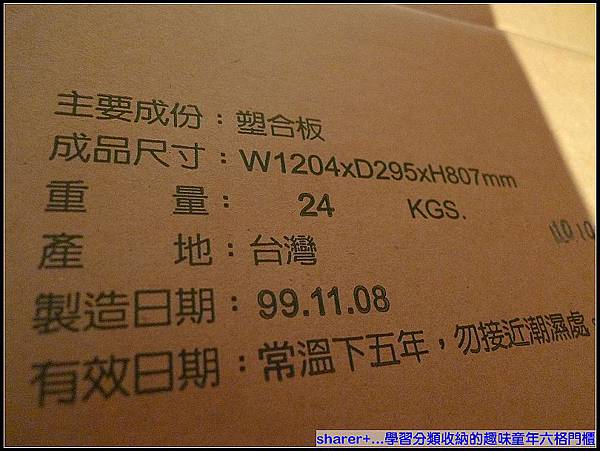 主要成份：塑合板
成品尺寸：W1204xD295xH807mm
重 量： 24 KGS.
產 地：台灣
製造日期：99.11.08
有效日期：常溫下五年，勿接近潮濕處。
sharer+...學習分類收納的趣味童年六格門櫃